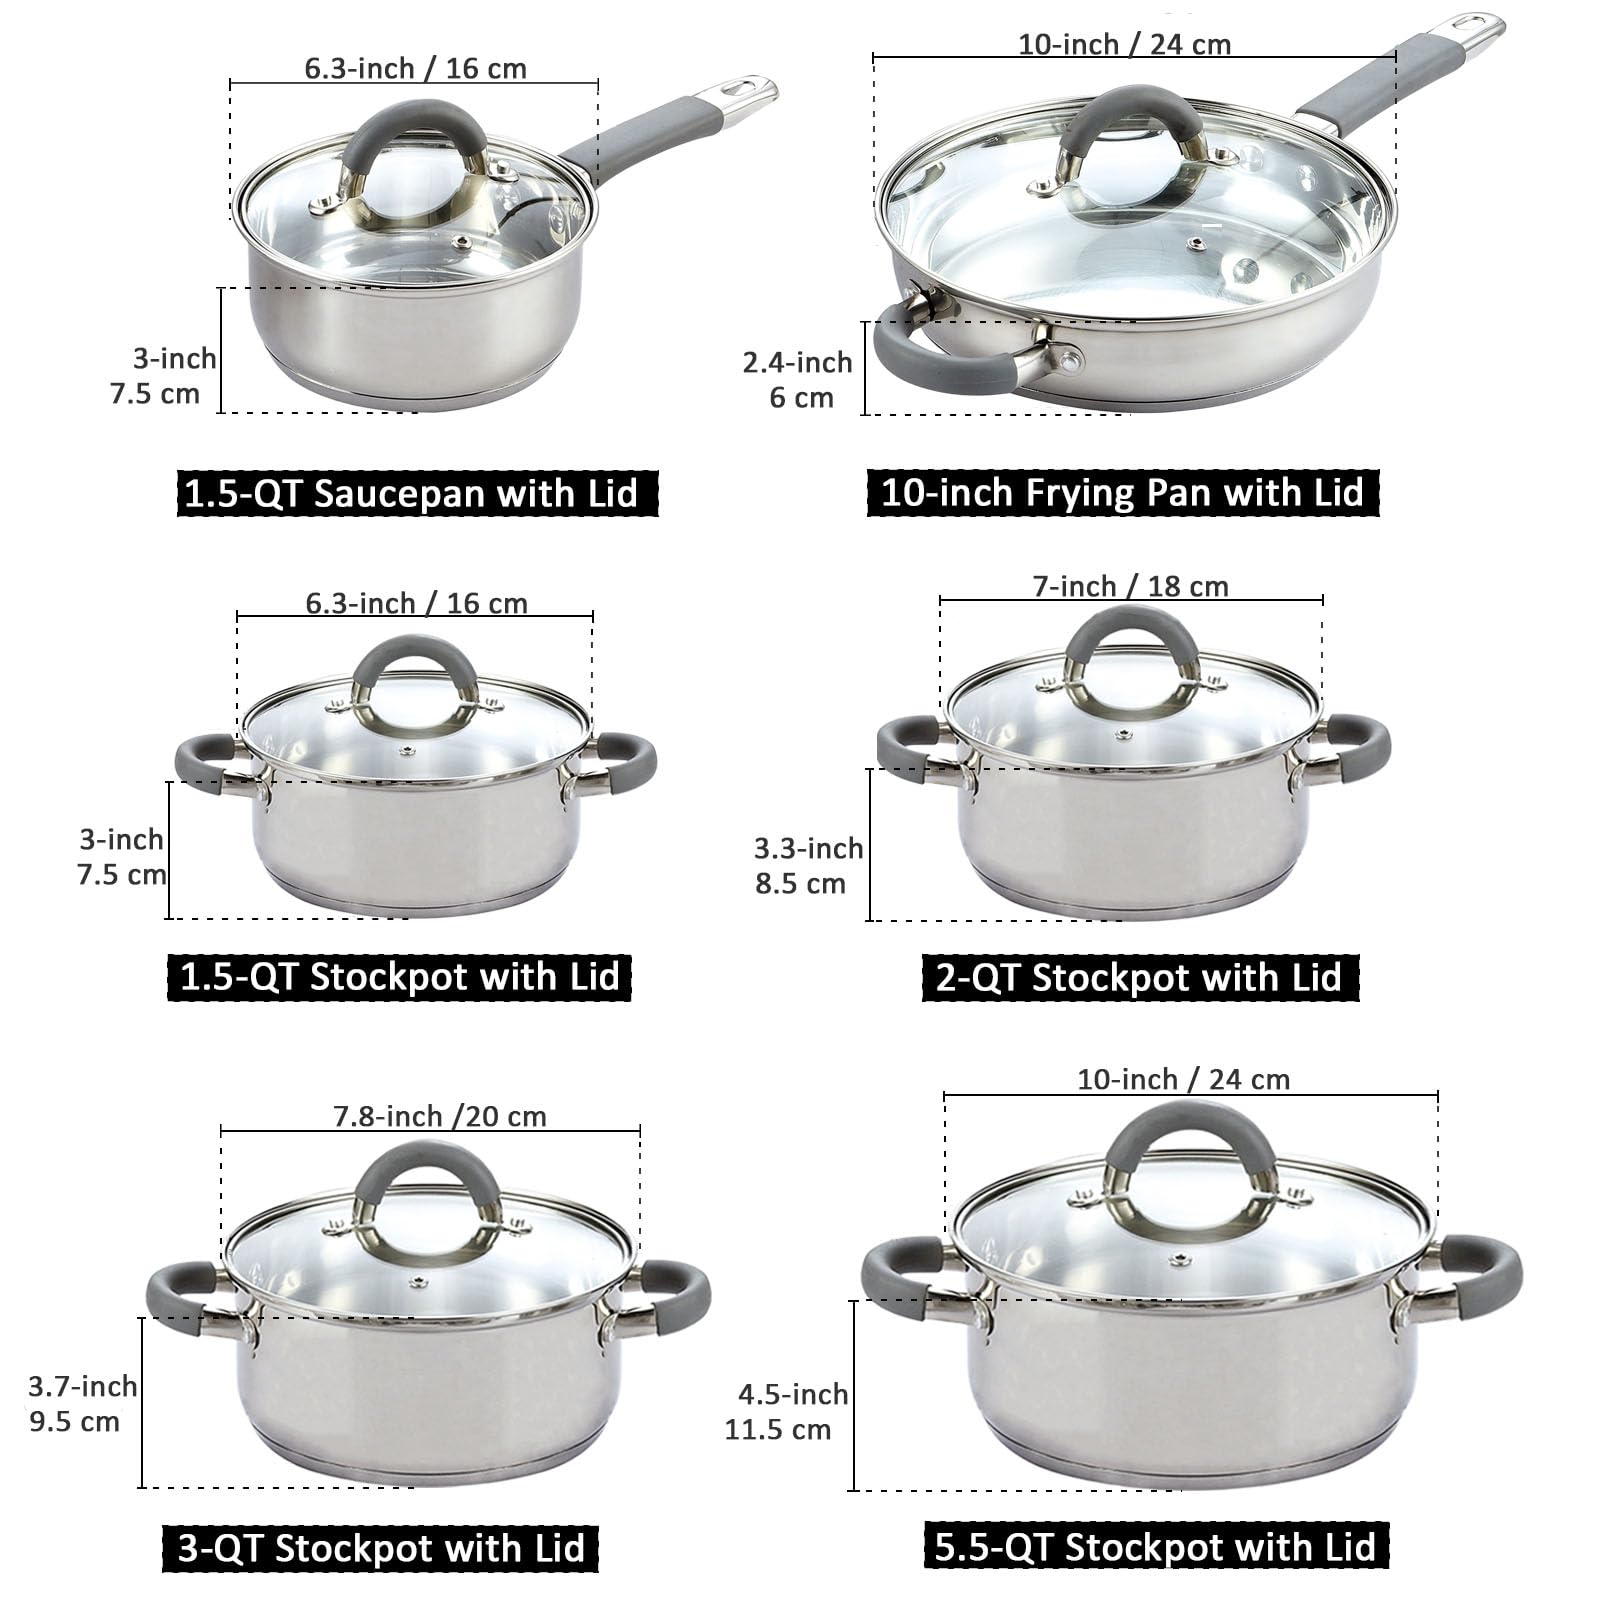 6.3-inch / 16 cm
3-inch
7.5 cm
1.5-QT Saucepan with Lid
10-inch / 24 cm
2.4-inch
6 cm
10-inch Frying Pan with Lid
6.3-inch / 16 cm
3-inch
7.5 cm
1.5-QT Stockpot with Lid
7-inch / 18 cm
3.3-inch
8.5 cm
2-QT Stockpot with Lid
7.8-inch /20 cm
3.7-inch
9.5 cm
3-QT Stockpot with Lid
10-inch / 24 cm
4.5-inch
11.5 cm
5.5-QT Stockpot with Lid